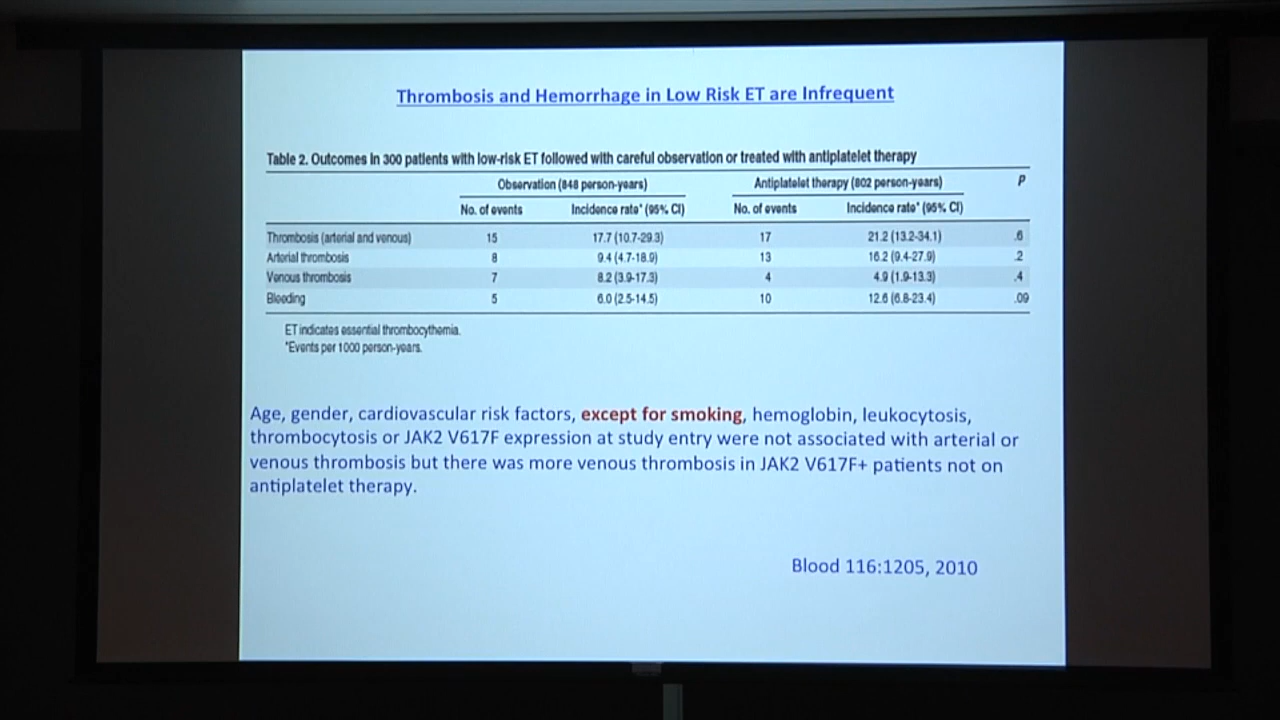 Thrombosis and Hemorrhage in Low Risk ET are Infrequent
Table 2. Outcomes in 300 patients with low-risk ET followed with careful observation or treated with antiplatelet therapy
Observation (848 person-years) Antiplatelet therapy (802 person-years) P
No. of events Incidence rate* (95% CI) No. of events Incidence rate* (95% CI)
Thrombosis (arterial and venous) 15 17.7 (10.7-29.3) 17 21.2 (13.2-34.1) .6
Arterial thrombosis 8 9.4 (4.7-18.9) 13 16.2 (9.4-27.9) .2
Venous thrombosis 7 8.2 (3.9-17.3) 4 4.9 (1.9-13.3) .4
Bleeding 5 6.0 (2.5-14.5) 10 12.6 (6.8-23.4) .09
ET indicates essential thrombocythemia.
*Events per 1000 person-years.
Age, gender, cardiovascular risk factors, except for smoking, hemoglobin, leukocytosis,
thrombocytosis or JAK2 V617F expression at study entry were not associated with arterial or
venous thrombosis but there was more venous thrombosis in JAK2 V617F+ patients not on
antiplatelet therapy.
Blood 116:1205, 2010